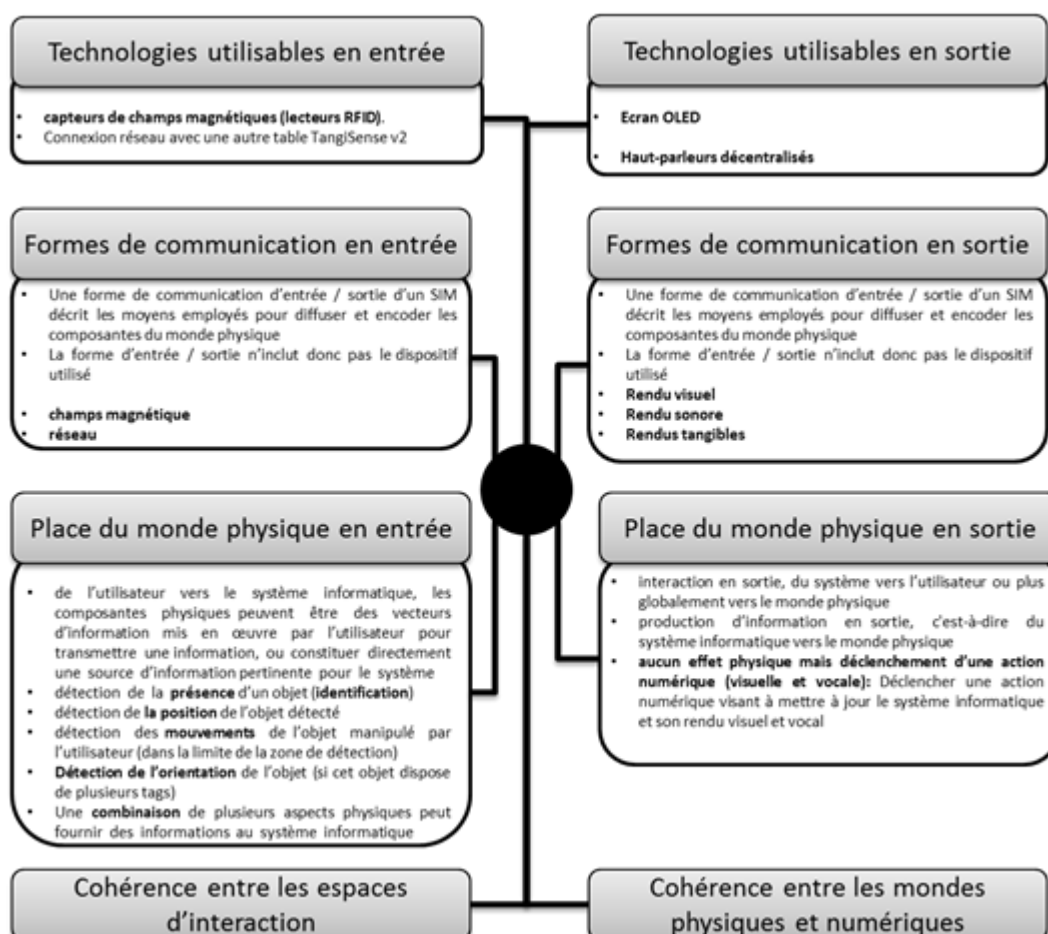 Technologies utilisables en entrée
• capteurs de champs magnétiques (lecteurs RFID).
• Connexion réseau avec une autre table TangiSense v2
Technologies utilisables en sortie
• Ecran OLED
• Haut-parleurs décentralisés
Formes de communication en entrée
• Une forme de communication d'entrée / sortie d'un SIM
décrit les moyens employés pour diffuser et encoder les
composantes du monde physique
• La forme d'entrée / sortie n'inclut donc pas le dispositif
utilisé
• champs magnétique
• réseau
Formes de communication en sortie
• Une forme de communication d'entrée / sortie d'un SIM
décrit les moyens employés pour diffuser et encoder les
composantes du monde physique
• La forme d'entrée / sortie n'inclut donc pas le dispositif
utilisé
• Rendu visuel
• Rendu sonore
• Rendus tangibles
Place du monde physique en entrée
• de l'utilisateur vers le système informatique, les
composantes physiques peuvent être des vecteurs
d'information mis en œuvre par l'utilisateur pour
transmettre une information, ou constituer directement
une source d'information pertinente pour le système
• détection de la présence d'un objet (identification)
• détection de la position de l'objet détecté
• détection des mouvements de l'objet manipulé par
l'utilisateur (dans la limite de la zone de détection)
• Détection de l'orientation de l'objet (si cet objet dispose
de plusieurs tags)
• Une combinaison de plusieurs aspects physiques peut
fournir des informations au système informatique
Place du monde physique en sortie
• interaction en sortie, du système vers l'utilisateur ou plus
globalement vers le monde physique
• production d'information en sortie, c'est-à-dire du
système informatique vers le monde physique
• aucun effet physique mais déclenchement d'une action
numérique (visuelle et vocale): Déclencher une action
numérique visant à mettre à jour le système informatique
et son rendu visuel et vocal
Cohérence entre les espaces
d'interaction
Cohérence entre les mondes
physiques et numériques